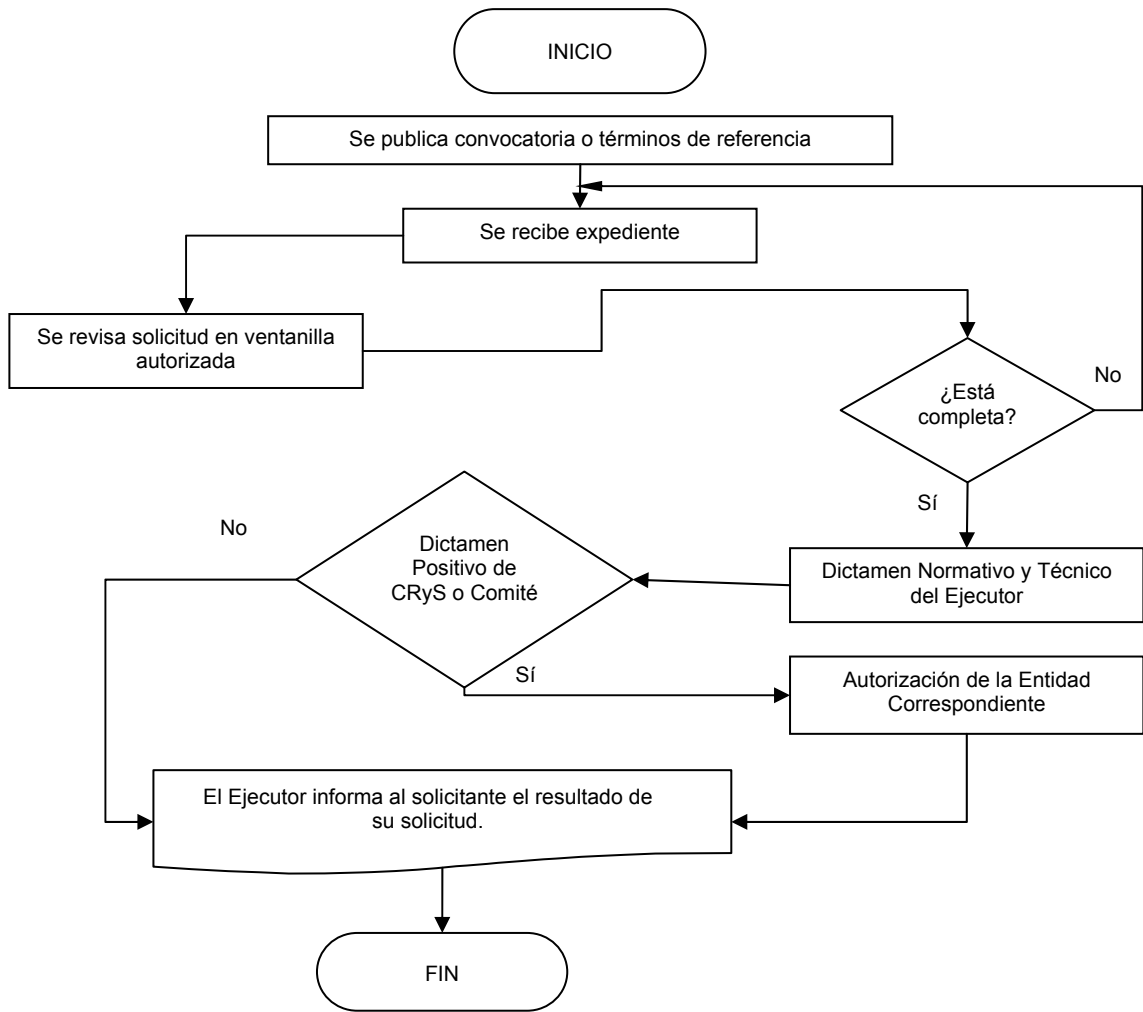 INICIO
Se publica convocatoria o términos de referencia
Se recibe expediente
Se revisa solicitud en ventanilla
autorizada
¿Está
completa?
No
Sí
Dictamen Normativo y Técnico
del Ejecutor
Dictamen
Positivo de
CRyS o Comité
No
Sí
Autorización de la Entidad
Correspondiente
El Ejecutor informa al solicitante el resultado de
su solicitud.
FIN